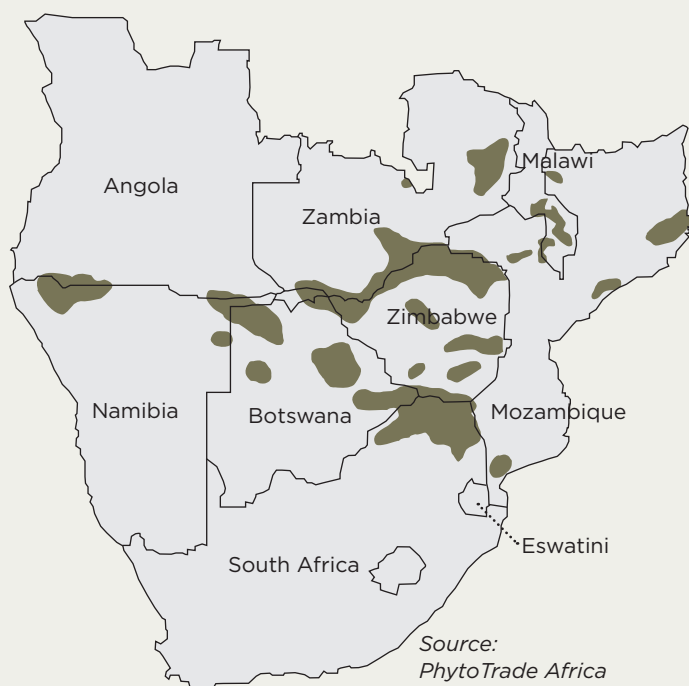 Malawi
Angola
Zambia
Zimbabwe
Namibia
Botswana
Mozambique
Eswatini
South Africa
Source:
PhytoTrade Africa